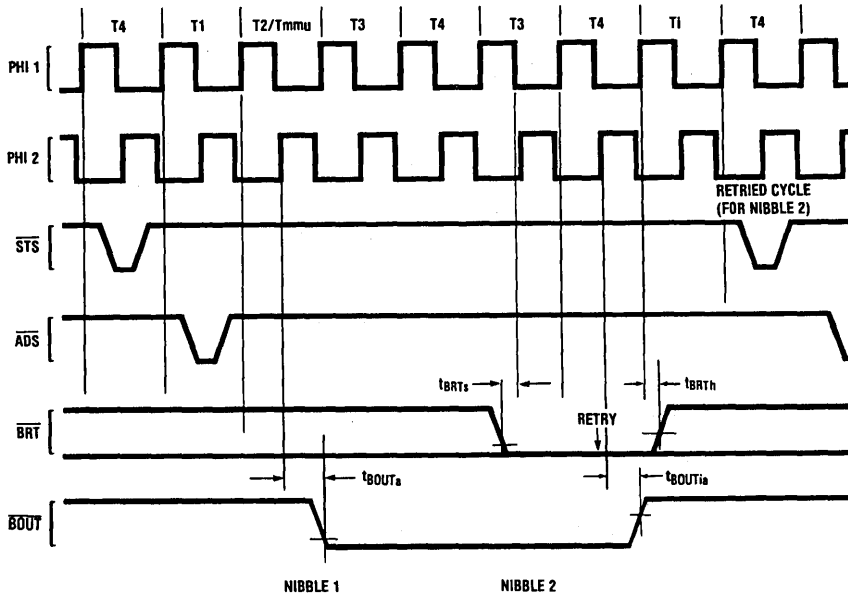 T4 T1 T2/Tmmu T3 T4 T3 T4 Ti T4
PHI 1
PHI 2
RETRIED CYCLE
(FOR NIBBLE 2)
STS
ADS
tBRTs
tBRTh
BRT
RETRY
tBOUTa
tBOUTia
BOUT
NIBBLE 1 NIBBLE 2